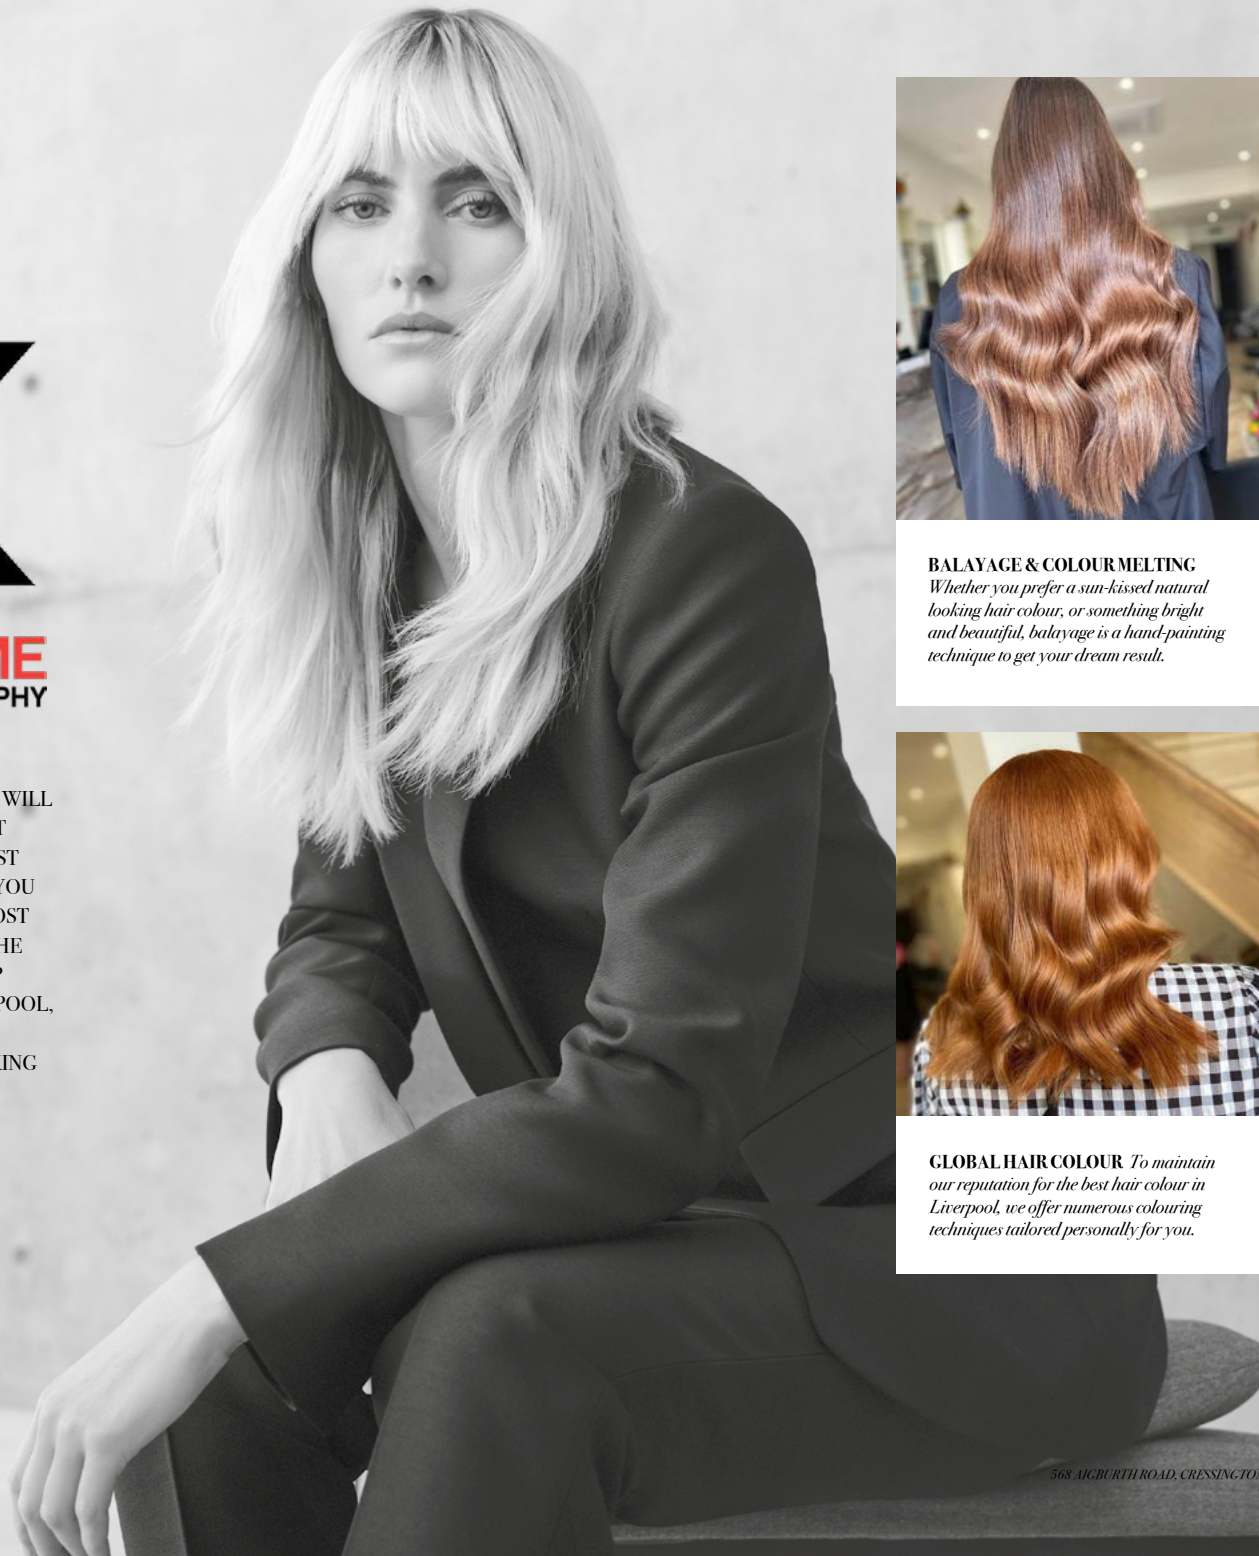 ME
PHY
WILL
T
ST
YOU
OST
HE
?
POOL,
KING
BALAYAGE & COLOUR MELTING
Whether you prefer a sun-kissed natural
looking hair colour, or something bright
and beautiful, balayage is a hand-painting
technique to get your dream result.
GLOBAL HAIR COLOUR To maintain
our reputation for the best hair colour in
Liverpool, we offer numerous colouring
techniques tailored personally for you.
568 AIGBURTH ROAD, CRESSINGTO